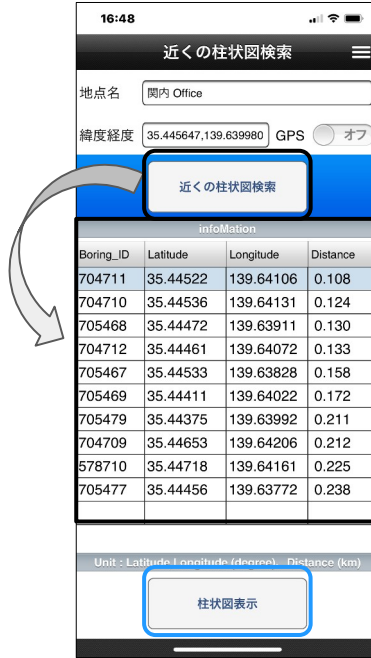 16:48
近くの柱状図検索
地点名 関内 Office
緯度経度 35.445647,139.639980 GPS オフ
近くの柱状図検索
infoMation
Boring_ID Latitude Longitude Distance
704711 35.44522 139.64106 0.108
704710 35.44536 139.64131 0.124
705468 35.44472 139.63911 0.130
704712 35.44461 139.64072 0.133
705467 35.44533 139.63828 0.158
705469 35.44411 139.64022 0.172
705479 35.44375 139.63992 0.211
704709 35.44653 139.64206 0.212
578710 35.44718 139.64161 0.225
705477 35.44456 139.63772 0.238
Unit : Latitude Longitude (degree), Distance (km)
柱状図表示